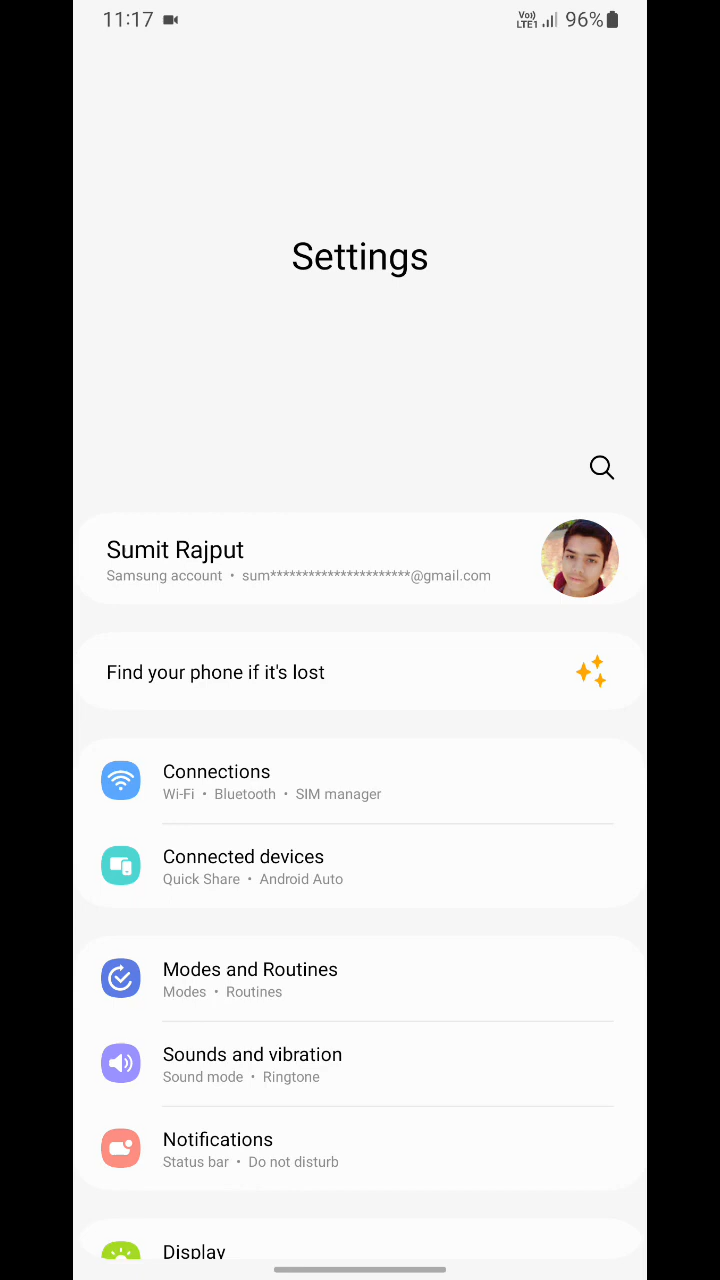 11:17
Vo)) LTE1 96%
Settings
Sumit Rajput
Samsung account • sum**********************@gmail.com
Find your phone if it's lost
Connections
Wi-Fi • Bluetooth • SIM manager
Connected devices
Quick Share • Android Auto
Modes and Routines
Modes • Routines
Sounds and vibration
Sound mode • Ringtone
Notifications
Status bar • Do not disturb
Display